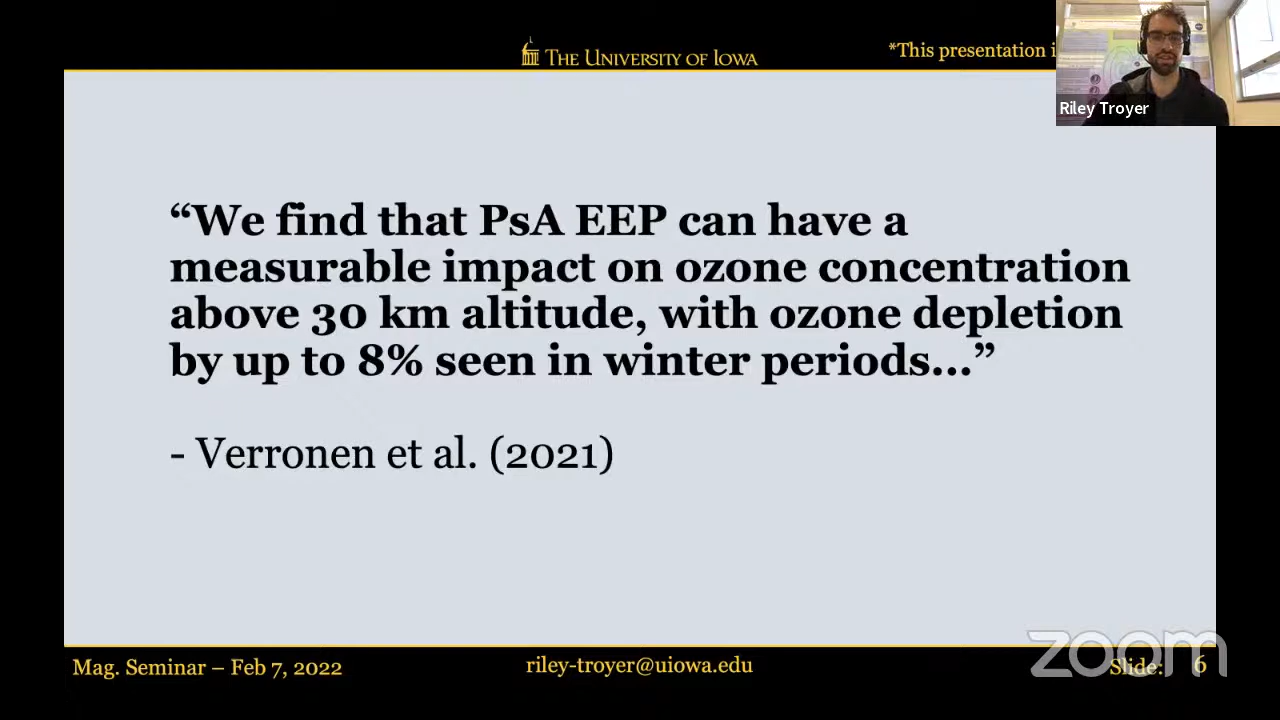 THE UNIVERSITY OF IOWA
*This presentation
Riley Troyer
“We find that PsA EEP can have a
measurable impact on ozone concentration
above 30 km altitude, with ozone depletion
by up to 8% seen in winter periods...”
- Verronen et al. (2021)
Mag. Seminar – Feb 7, 2022
riley-troyer@uiowa.edu
Slide: 6
zoom